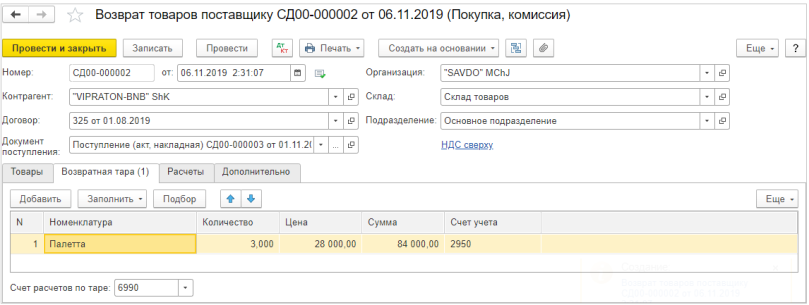 Возврат товаров поставщику СД00-000002 от 06.11.2019 (Покупка, комиссия)
Провести и закрыть Записать Провести Дт Кт Печать Создать на основании Еще ?
Номер: СД00-000002 от: 06.11.2019 2:31:07 Организация: "SAVDO" MChJ
Контрагент: "VIPRATON-BNB" ShK Склад: Склад товаров
Договор: 325 от 01.08.2019 Подразделение: Основное подразделение
Документ поступления: Поступление (акт, накладная) СД00-000003 от 01.11.20 ... НДС сверху
Товары Возвратная тара (1) Расчеты Дополнительно
Добавить Заполнить Подбор Еще
N Номенклатура Количество Цена Сумма Счет учета
1 Палетта 3,000 28 000,00 84 000,00 2950
Счет расчетов по таре: 6990